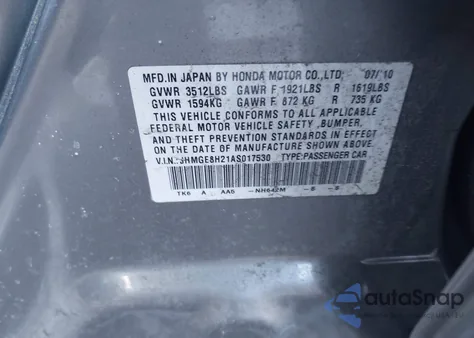 MFD.IN JAPAN BY HONDA MOTOR CO.,LTD. 07/10
GVWR 3512LBS GAWR F 1921LBS R 1619LBS
GVWR 1594KG GAWR F 872 KG R 735 KG
THIS VEHICLE CONFORMS TO ALL APPLICABLE
FEDERAL MOTOR VEHICLE SAFETY ,BUMPER,
AND THEFT PREVENTION STANDARDS IN EFFECT
ON THE DATE OF MANUFACTURE SHOWN ABOVE
V.I.N.:JHMGE8H21AS017530 TYPE:PASSENGER CAR
TK6 A AA6 -NH642M -B -B
autoSnap